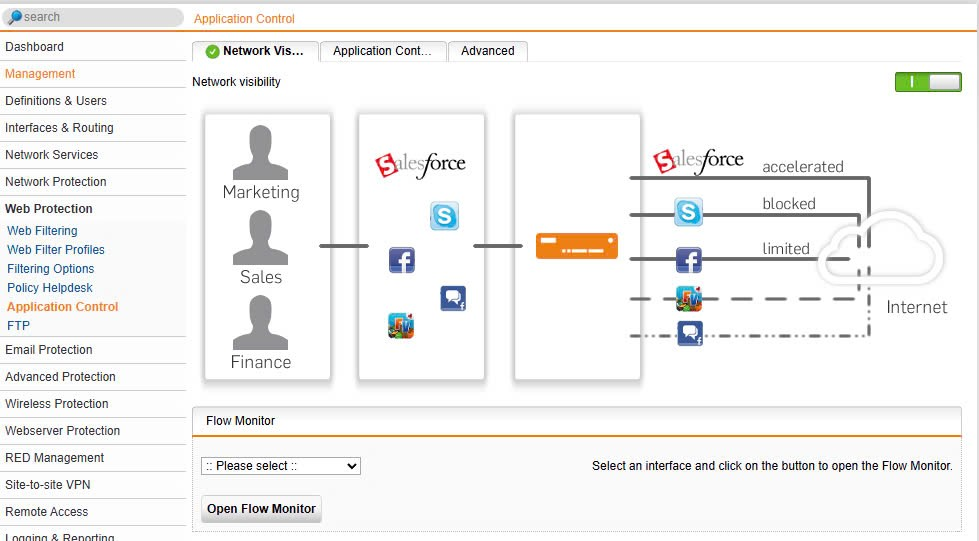 search
Application Control
Dashboard
Management
Definitions & Users
Interfaces & Routing
Network Services
Network Protection
Web Protection
Web Filtering
Web Filter Profiles
Filtering Options
Policy Helpdesk
Application Control
FTP
Email Protection
Advanced Protection
Wireless Protection
Webserver Protection
RED Management
Site-to-site VPN
Remote Access
Logging & Reporting
Network Vis...
Application Cont...
Advanced
Network visibility
Marketing
Sales
Finance
Salesforce
Salesforce
accelerated
blocked
limited
Internet
Flow Monitor
:: Please select ::
Select an interface and click on the button to open the Flow Monitor.
Open Flow Monitor